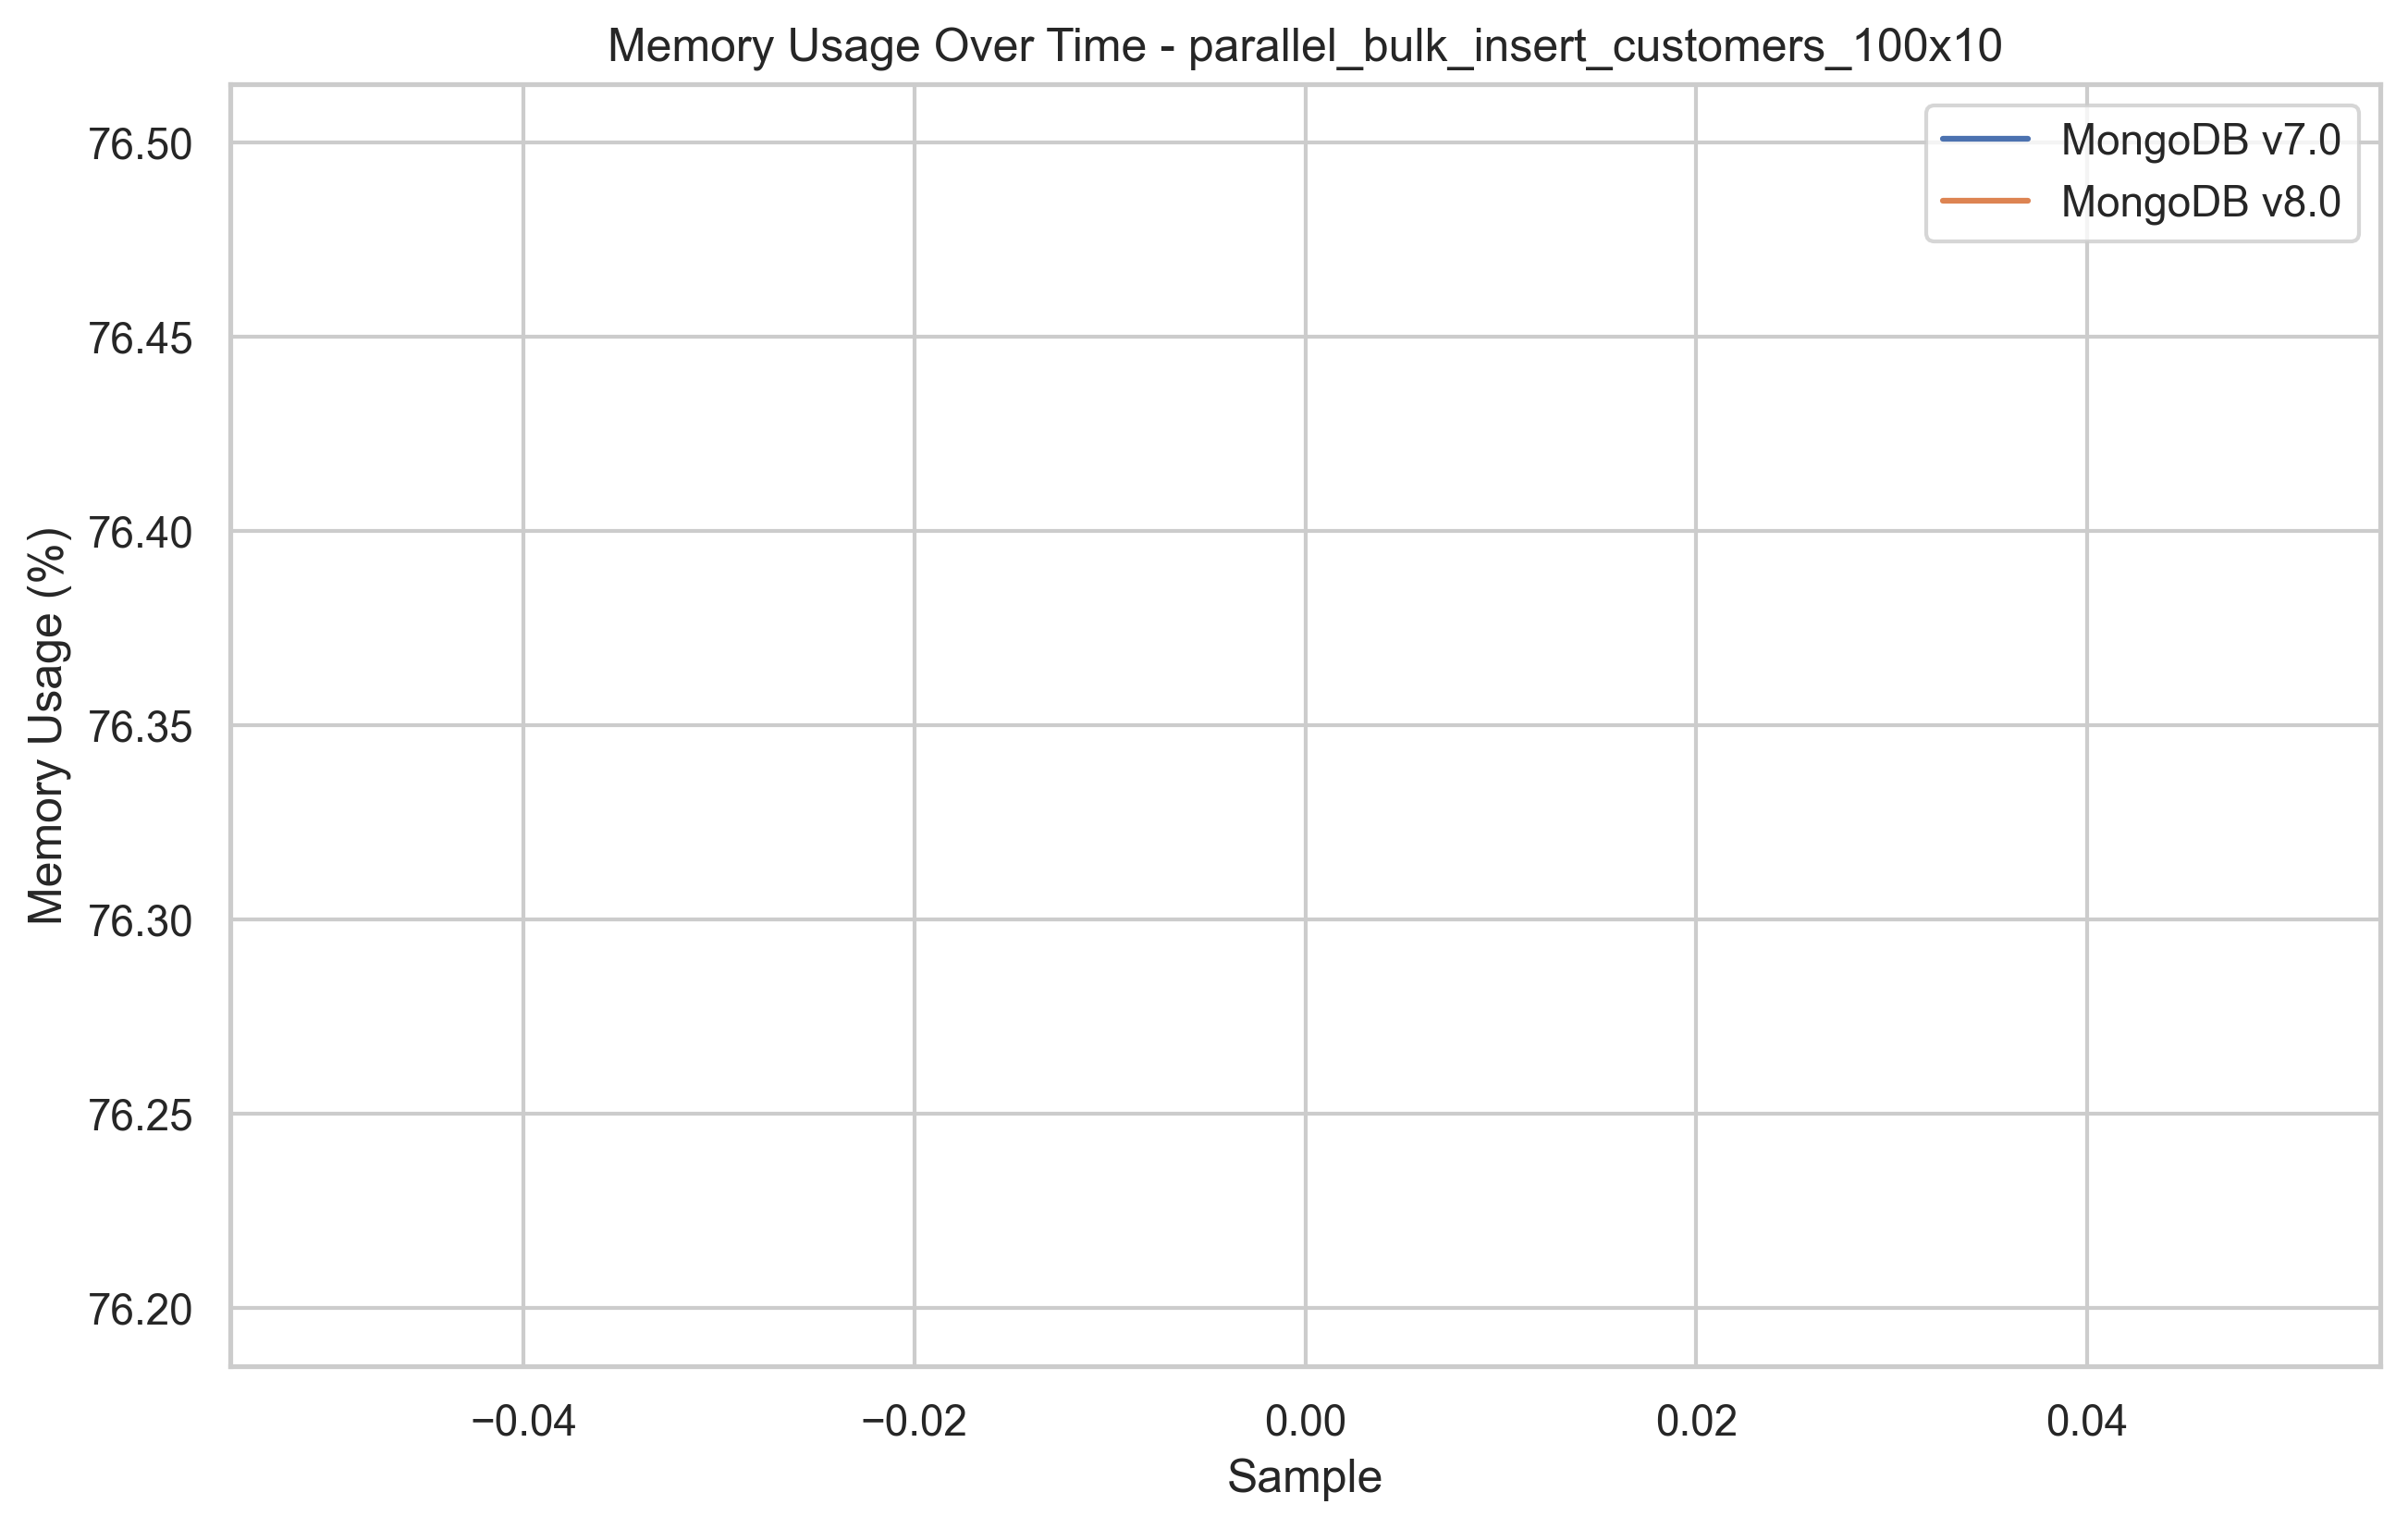 Memory Usage Over Time - parallel_bulk_insert_customers_100x10
MongoDB v7.0
MongoDB v8.0
Memory Usage (%)
76.50
76.45
76.40
76.35
76.30
76.25
76.20
−0.04
−0.02
0.00
0.02
0.04
Sample